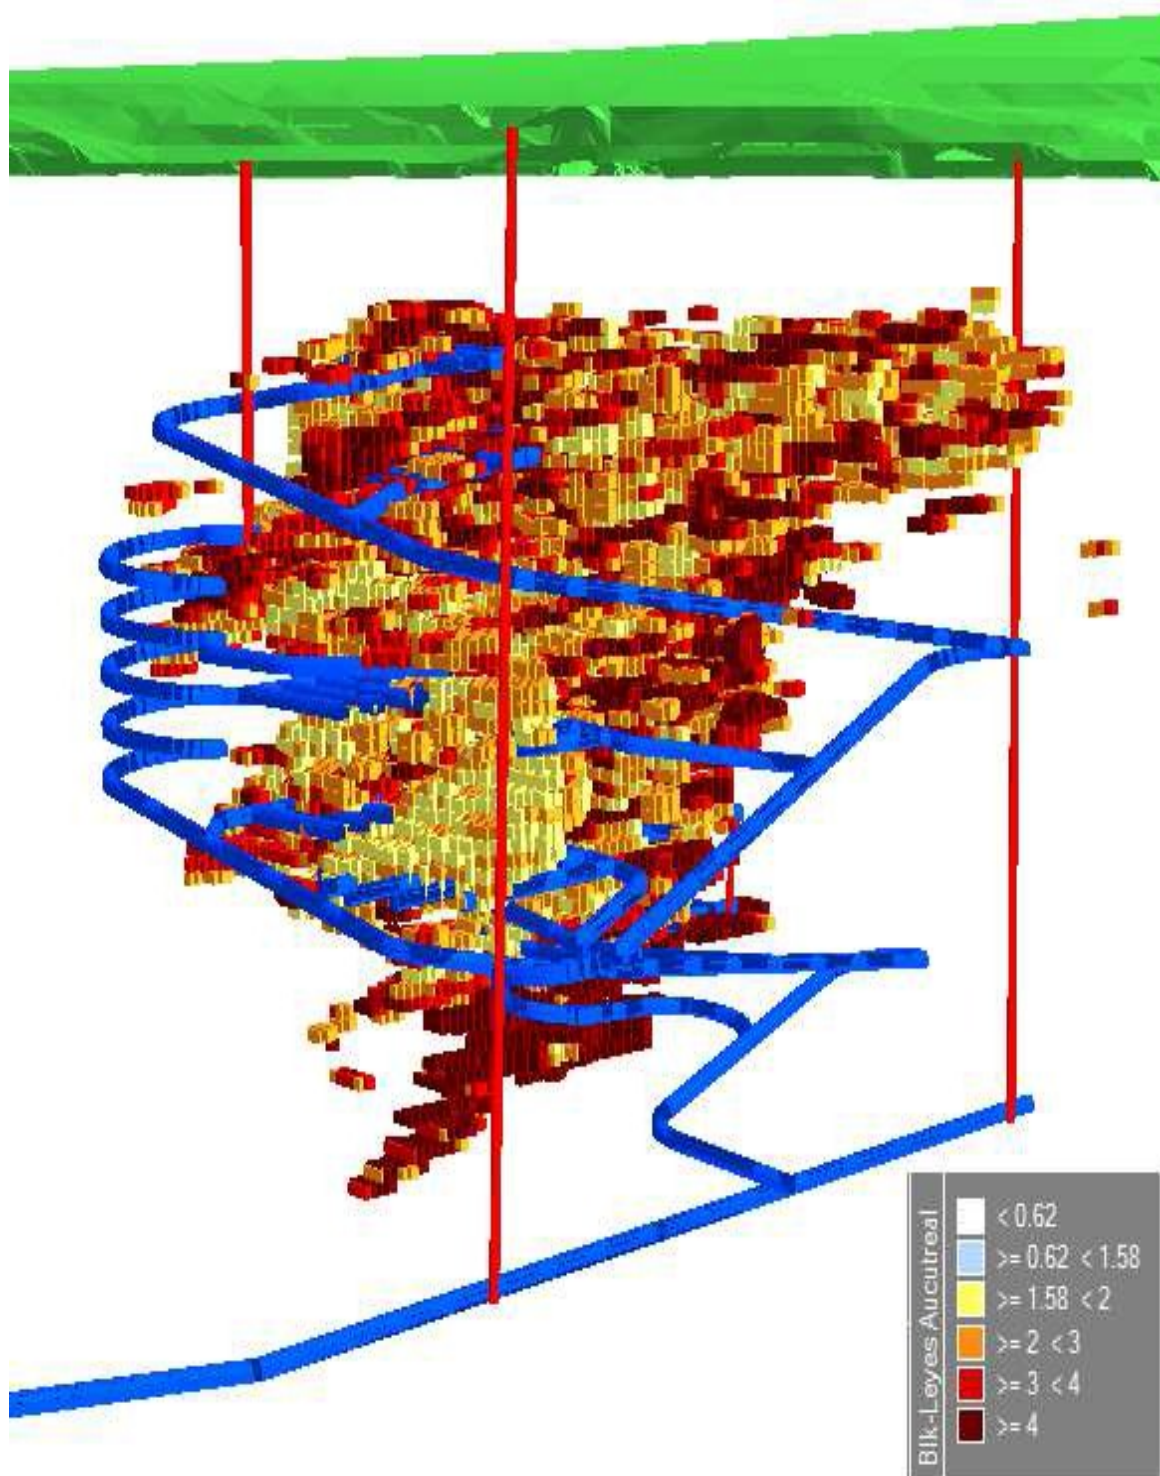 Blk-Leyes Aucutreal
< 0.62
>= 0.62 < 1.58
>= 1.58 < 2
>= 2 < 3
>= 3 < 4
>= 4